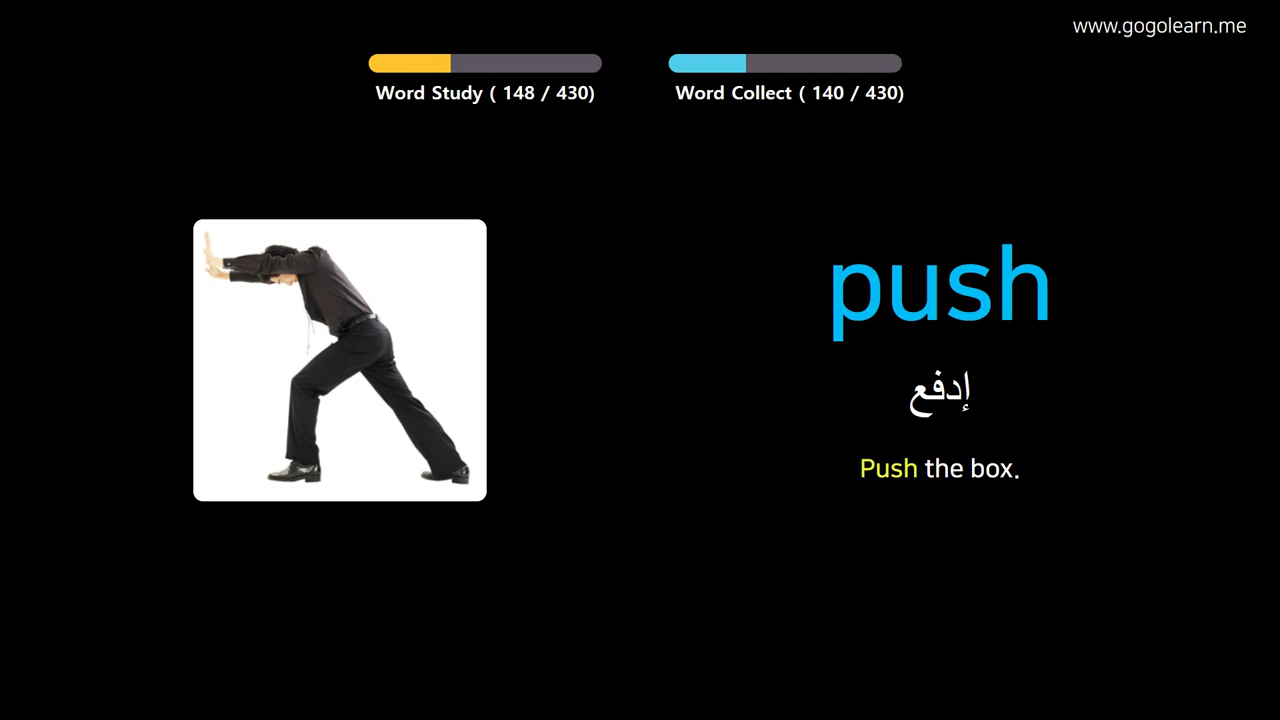 www.gogolearn.me
Word Study ( 148 / 430)
Word Collect ( 140 / 430)
push
إدفع
Push the box.